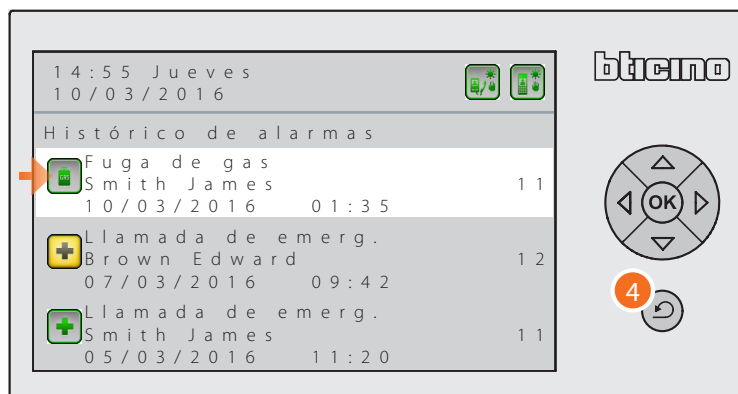 14:55 Jueves
10/03/2016
bticino
Histórico de alarmas
GAS
Fuga de gas
Smith James 11
10/03/2016 01:35
Llamada de emerg.
Brown Edward 12
07/03/2016 09:42
Llamada de emerg.
Smith James 11
05/03/2016 11:20
OK
4